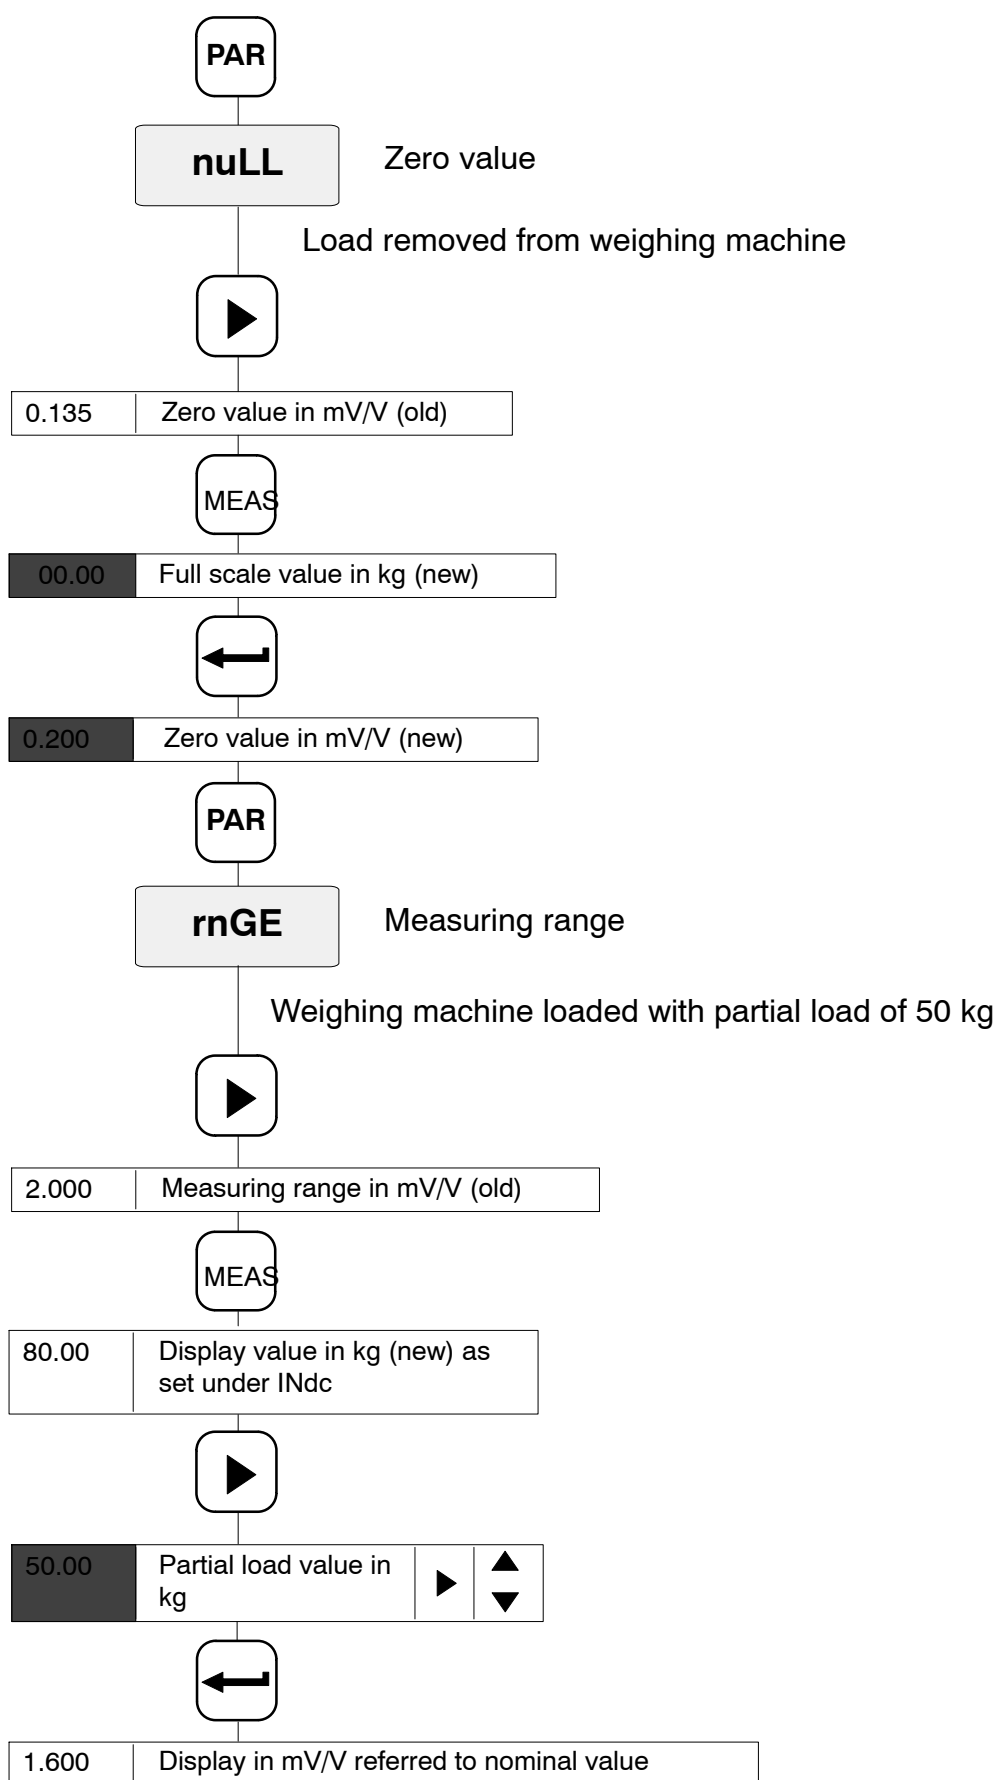 PAR
nuLL
Zero value
Load removed from weighing machine
0.135 Zero value in mV/V (old)
MEAS
00.00 Full scale value in kg (new)
0.200 Zero value in mV/V (new)
PAR
rnGE
Measuring range
Weighing machine loaded with partial load of 50 kg
2.000 Measuring range in mV/V (old)
MEAS
80.00 Display value in kg (new) as
set under INdc
50.00 Partial load value in
kg
1.600 Display in mV/V referred to nominal value